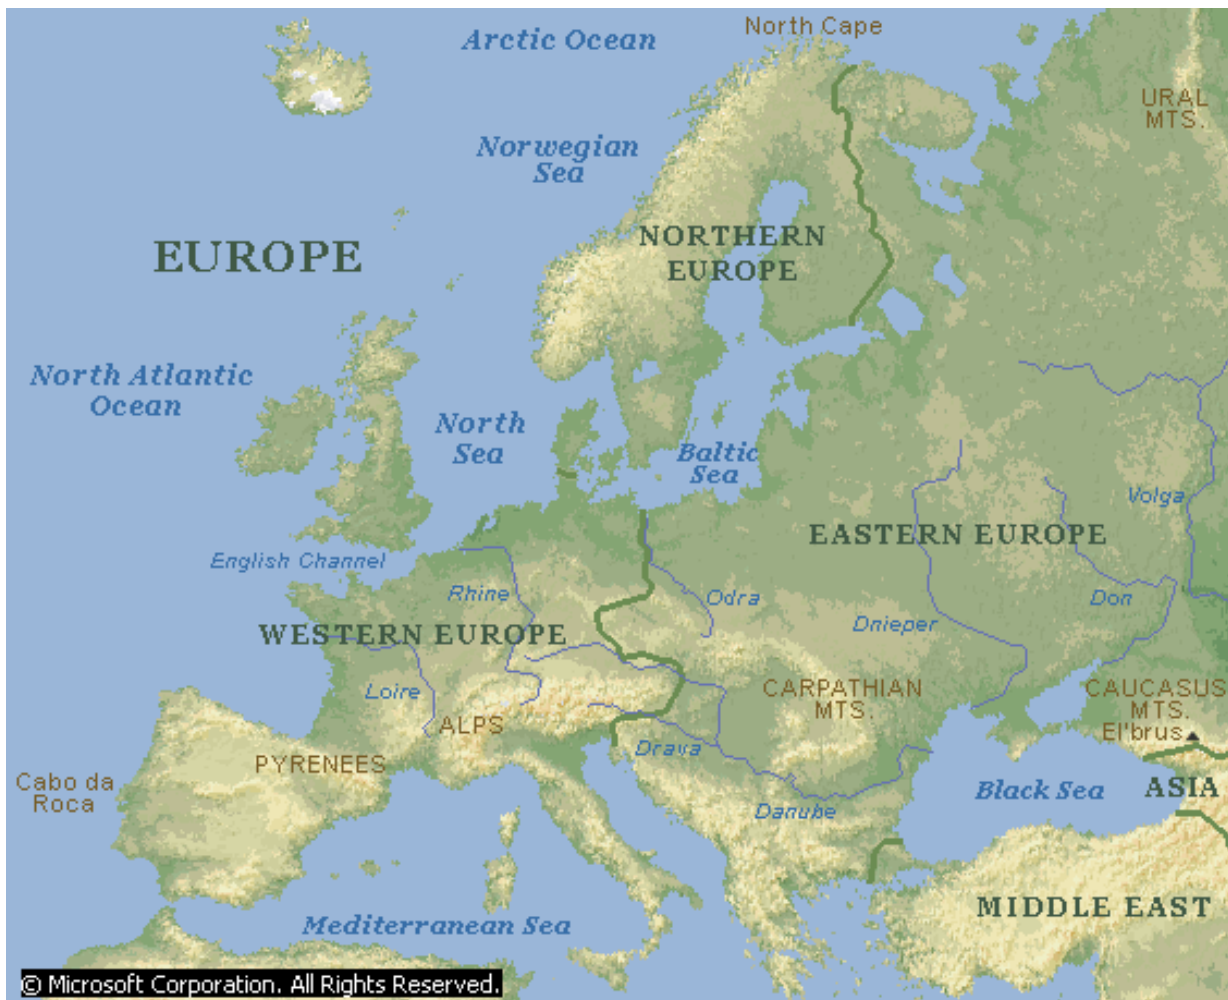 North Cape
Arctic Ocean
URAL
MTS.
Norwegian
Sea
EUROPE
NORTHERN
EUROPE
North Atlantic
Ocean
North
Sea
Baltic
Sea
Volga
EASTERN EUROPE
English Channel
Rhine
Odra
Don
Dnieper
WESTERN EUROPE
Loire
CARPATHIAN
MTS.
CAUCASUS
MTS.
El'brus
ALPS
Drava
PYRENEES
Cabo da
Roca
Black Sea
ASIA
Danube
MIDDLE EAST
Mediterranean Sea
© Microsoft Corporation. All Rights Reserved.